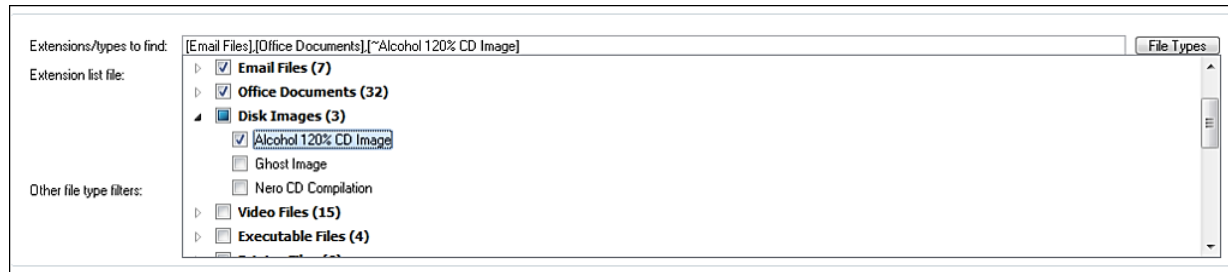 Extensions/types to find: [Email Files],[Office Documents],[~Alcohol 120% CD Image] File Types
Extension list file:
Email Files (7)
Office Documents (32)
Disk Images (3)
Alcohol 120% CD Image
Ghost Image
Other file type filters: Nero CD Compilation
Video Files (15)
Executable Files (4)